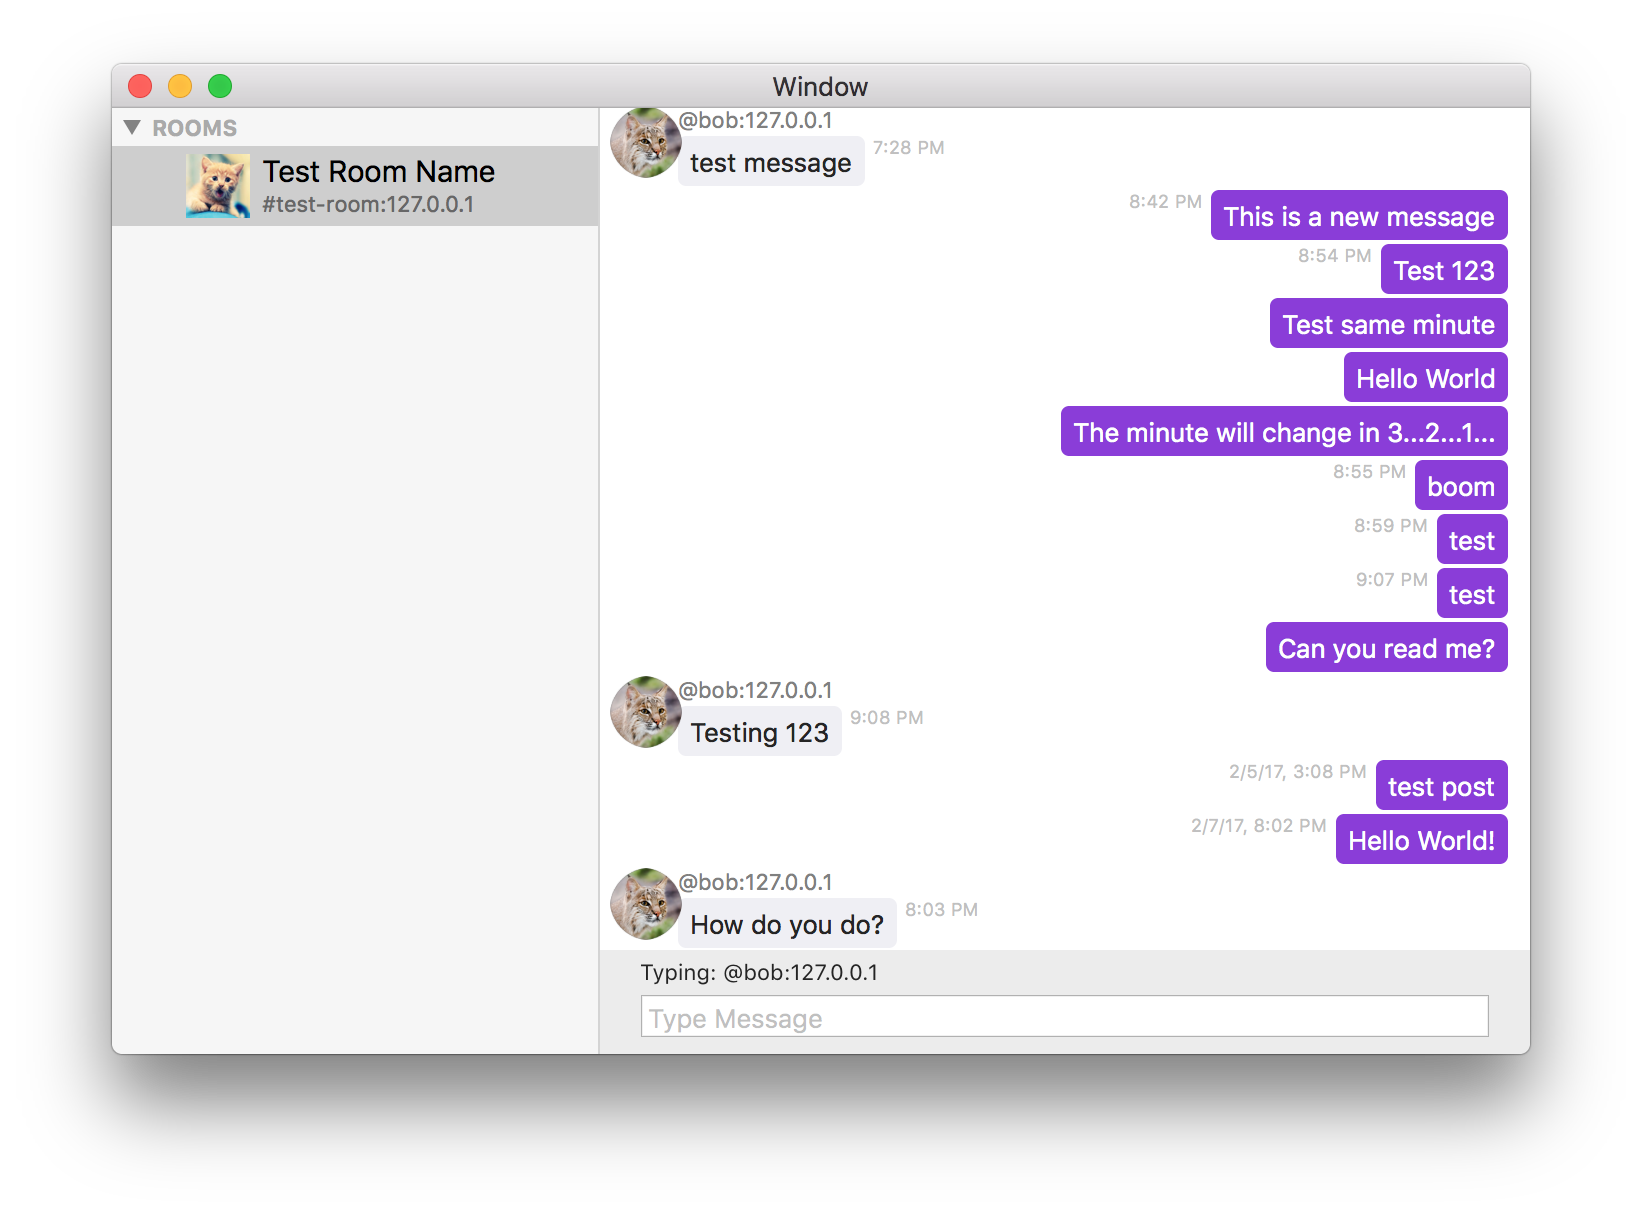 Window
ROOMS
Test Room Name
#test-room:127.0.0.1
@bob:127.0.0.1
test message
7:28 PM
8:42 PM
This is a new message
8:54 PM
Test 123
Test same minute
Hello World
The minute will change in 3...2...1...
8:55 PM
boom
8:59 PM
test
9:07 PM
test
Can you read me?
@bob:127.0.0.1
Testing 123
9:08 PM
2/5/17, 3:08 PM
test post
2/7/17, 8:02 PM
Hello World!
@bob:127.0.0.1
How do you do?
8:03 PM
Typing: @bob:127.0.0.1
Type Message